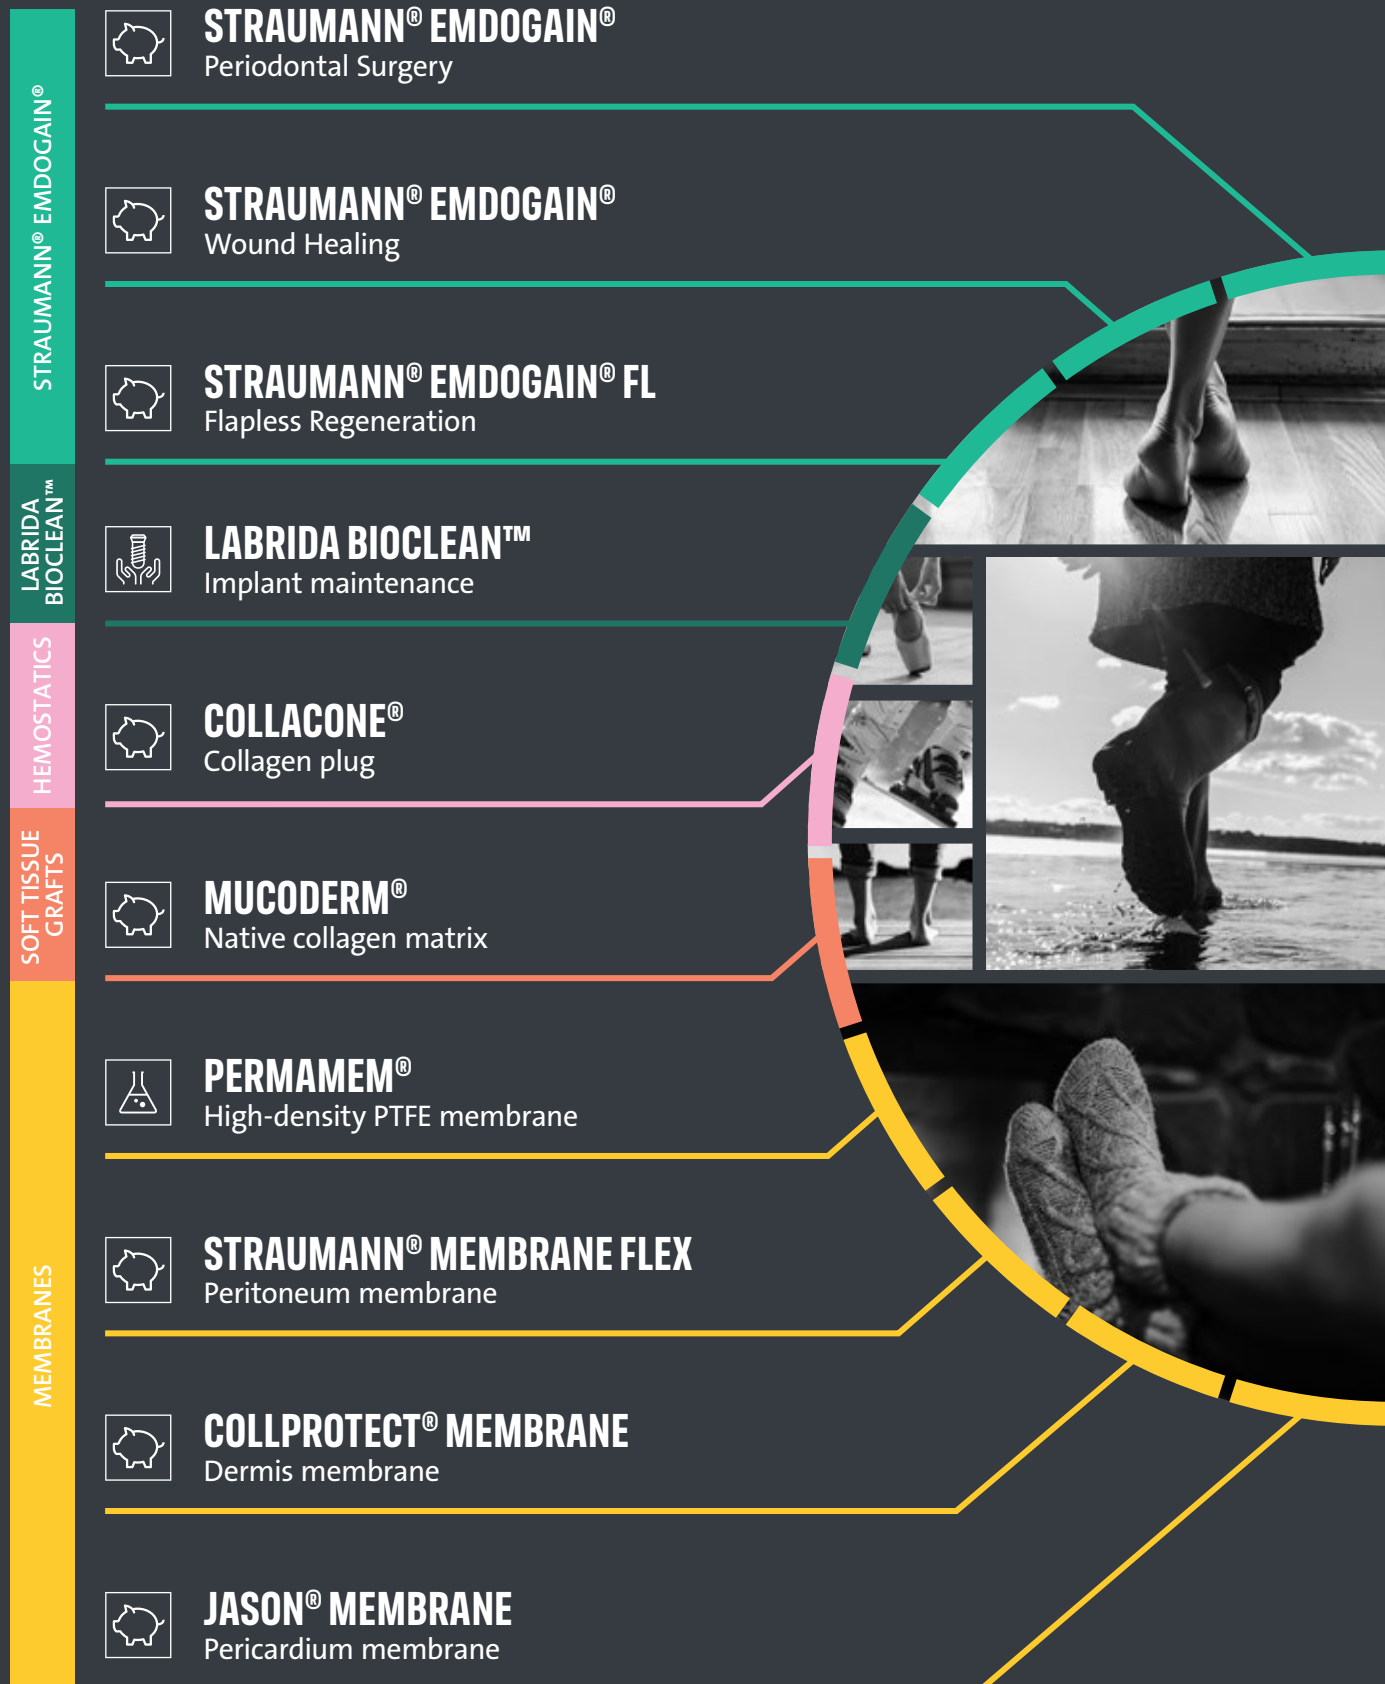 STRAUMANN® EMDOGAIN®
STRAUMANN® EMDOGAIN®
Periodontal Surgery
STRAUMANN® EMDOGAIN®
Wound Healing
STRAUMANN® EMDOGAIN® FL
Flapless Regeneration
LABRIDA
BIOCLEAN™
LABRIDA BIOCLEAN™
Implant maintenance
HEMOSTATICS
COLLACONE®
Collagen plug
SOFT TISSUE
GRAFTS
MUCODERM®
Native collagen matrix
MEMBRANES
PERMAMEM®
High-density PTFE membrane
STRAUMANN® MEMBRANE FLEX
Peritoneum membrane
COLLPROTECT® MEMBRANE
Dermis membrane
JASON® MEMBRANE
Pericardium membrane